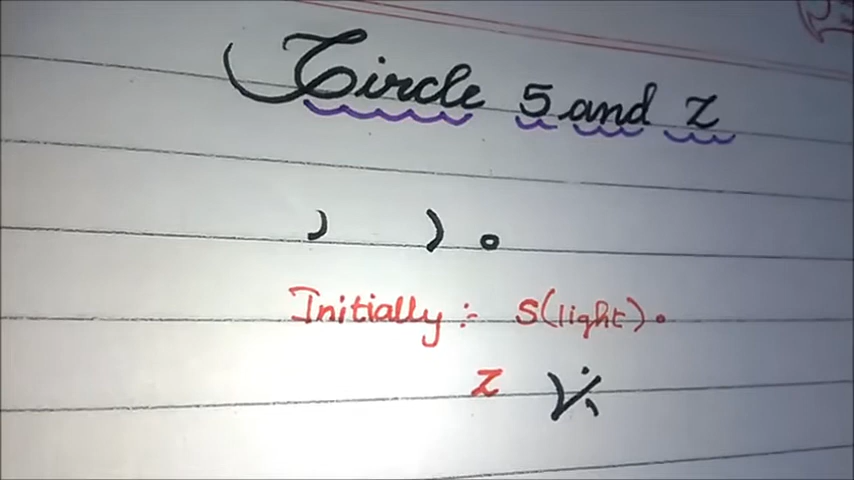 Circle S and Z
Initially :- S(light).
Z